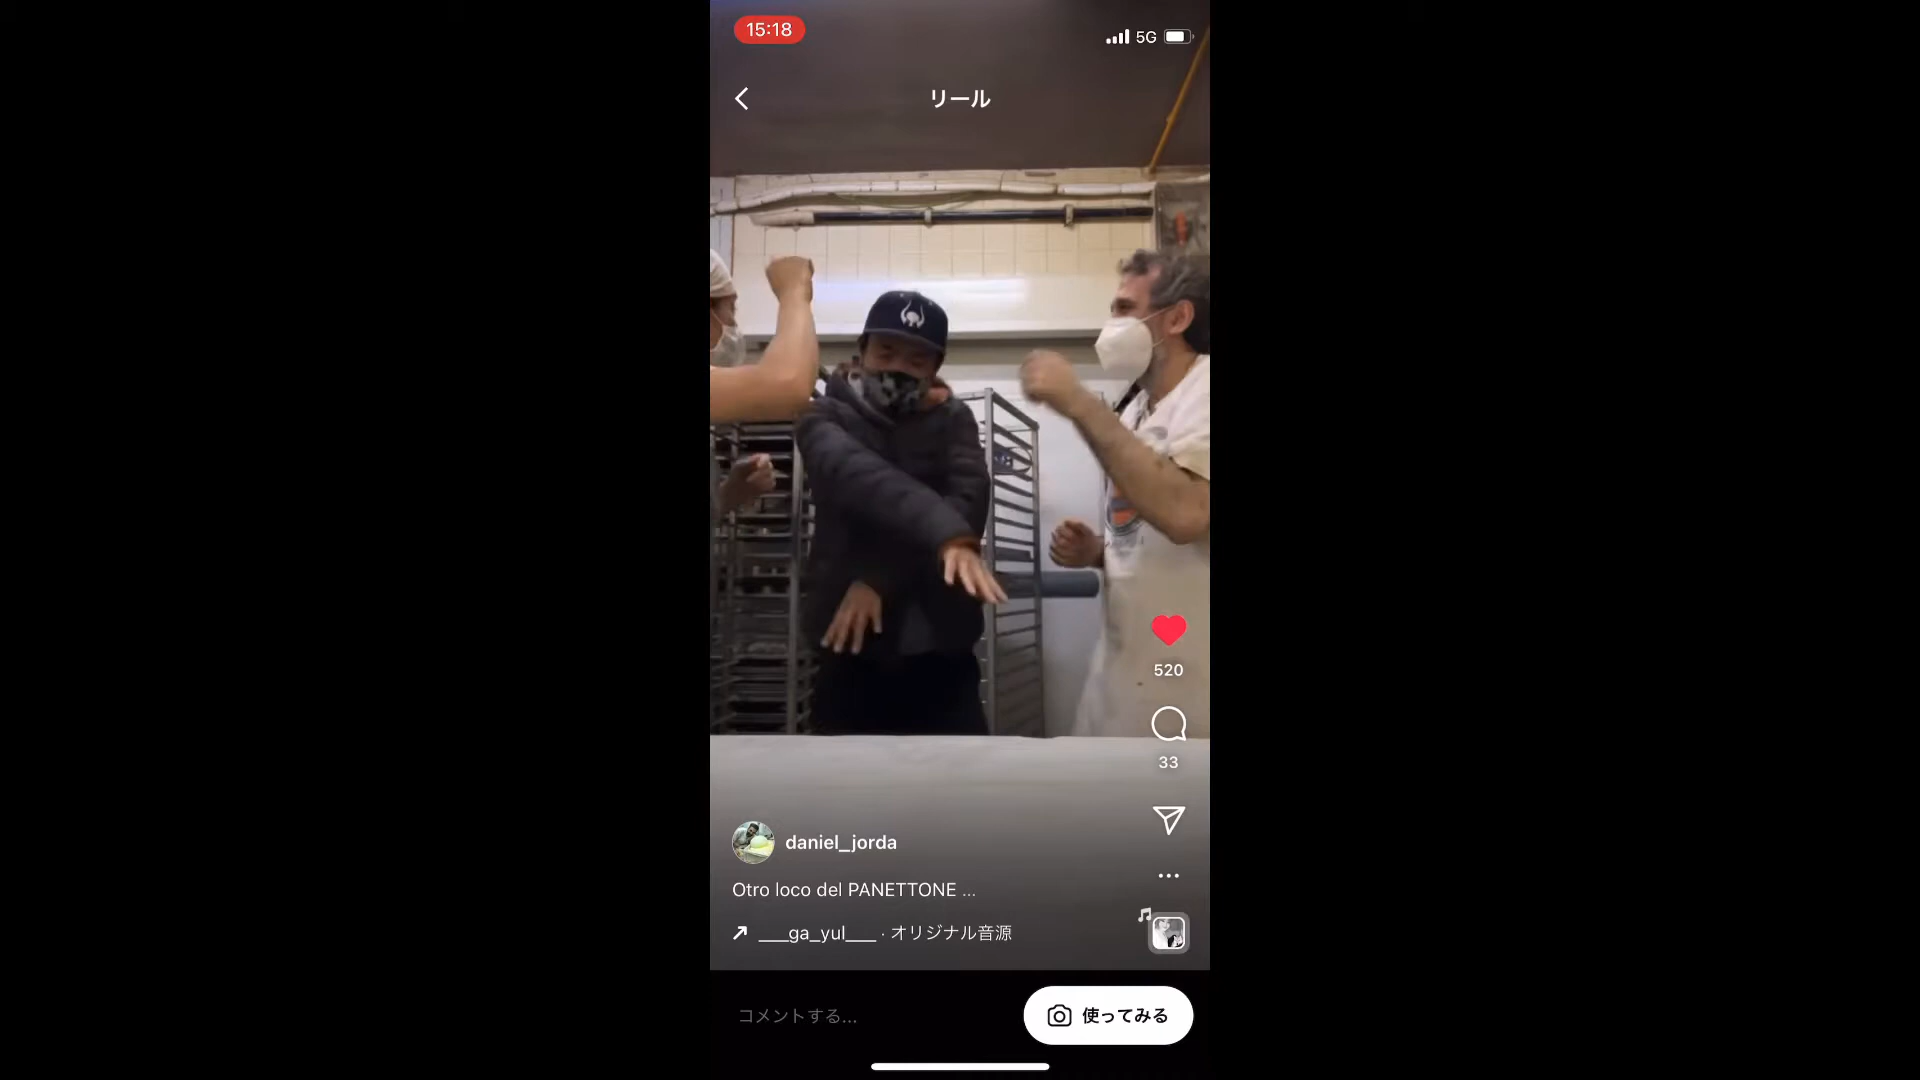 15:18
5G
リール
520
33
daniel_jorda
Otro loco del PANETTONE ...
___ga_yul___ · オリジナル音源
コメントする...
使ってみる